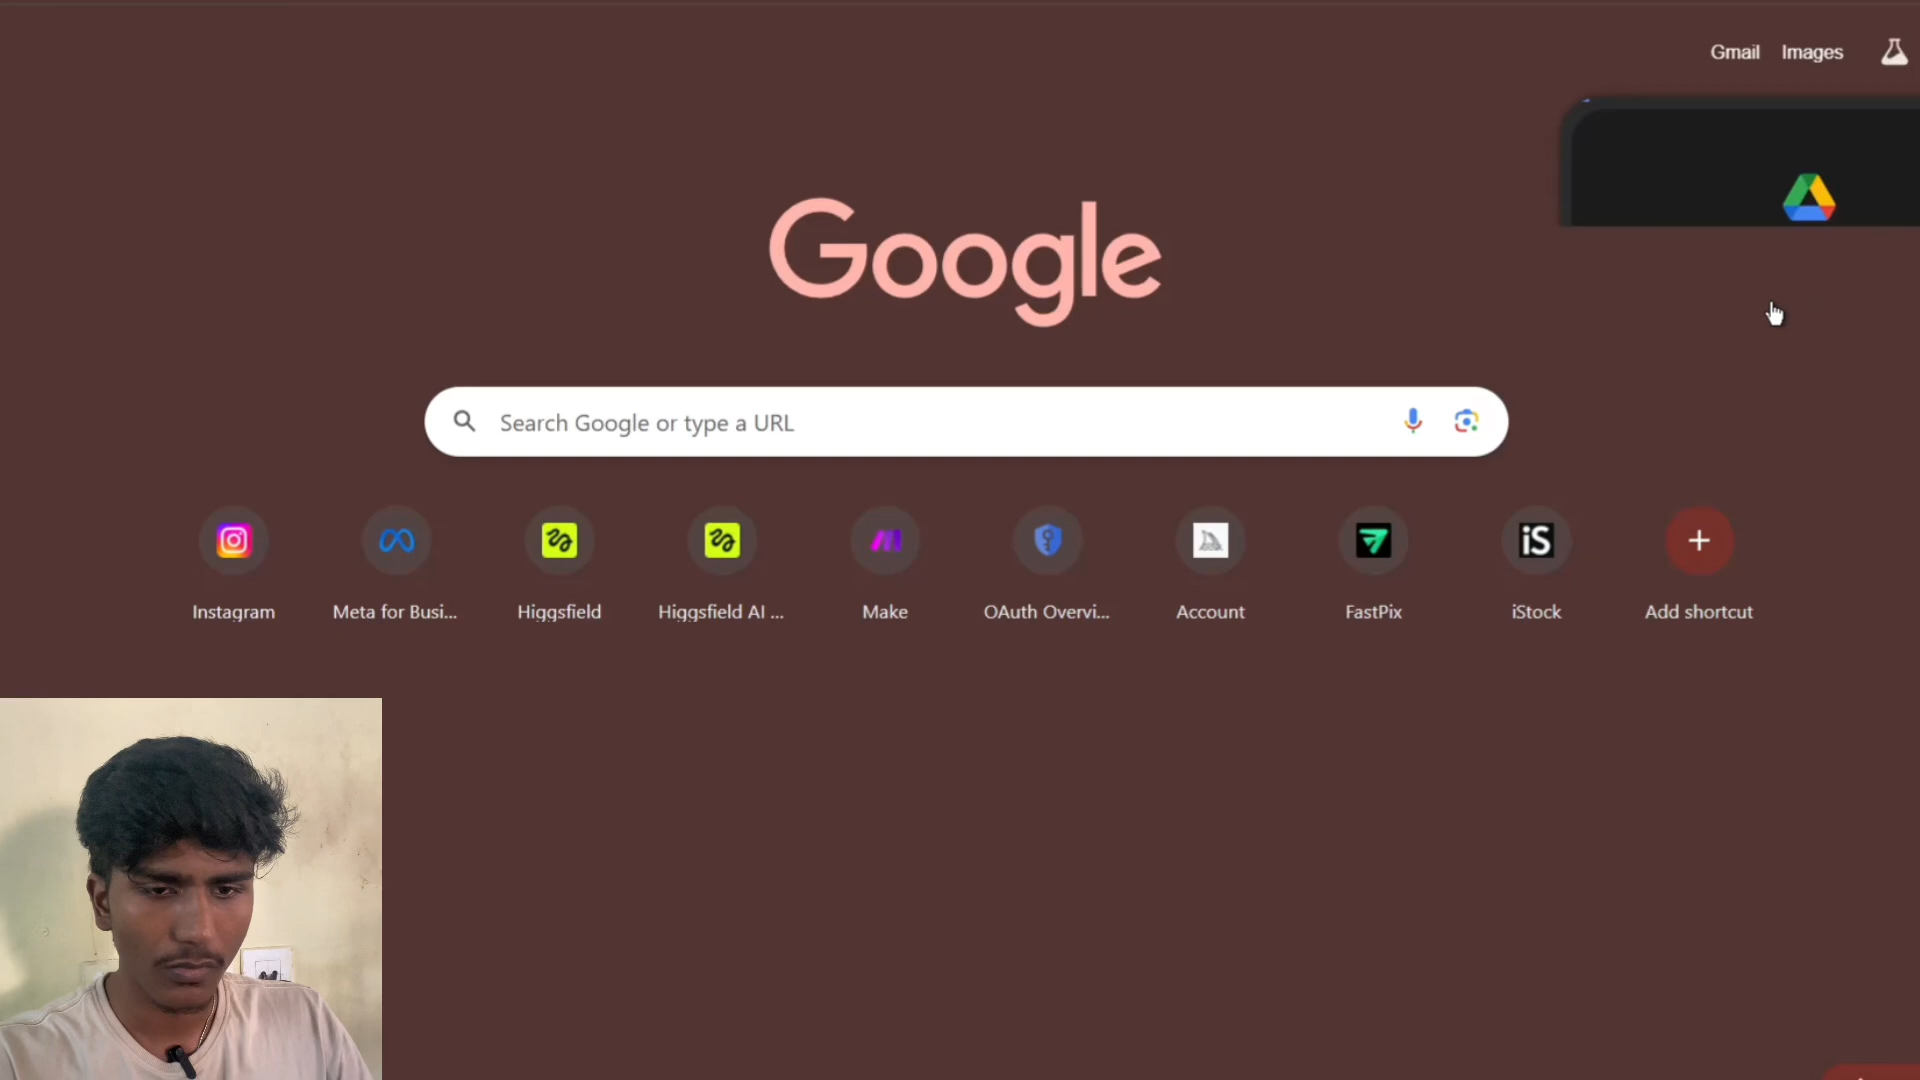 Gmail Images
Google
Search Google or type a URL
iS
Instagram Meta for Busi... Higgsfield Higgsfield AI ... Make OAuth Overvi... Account FastPix iStock Add shortcut